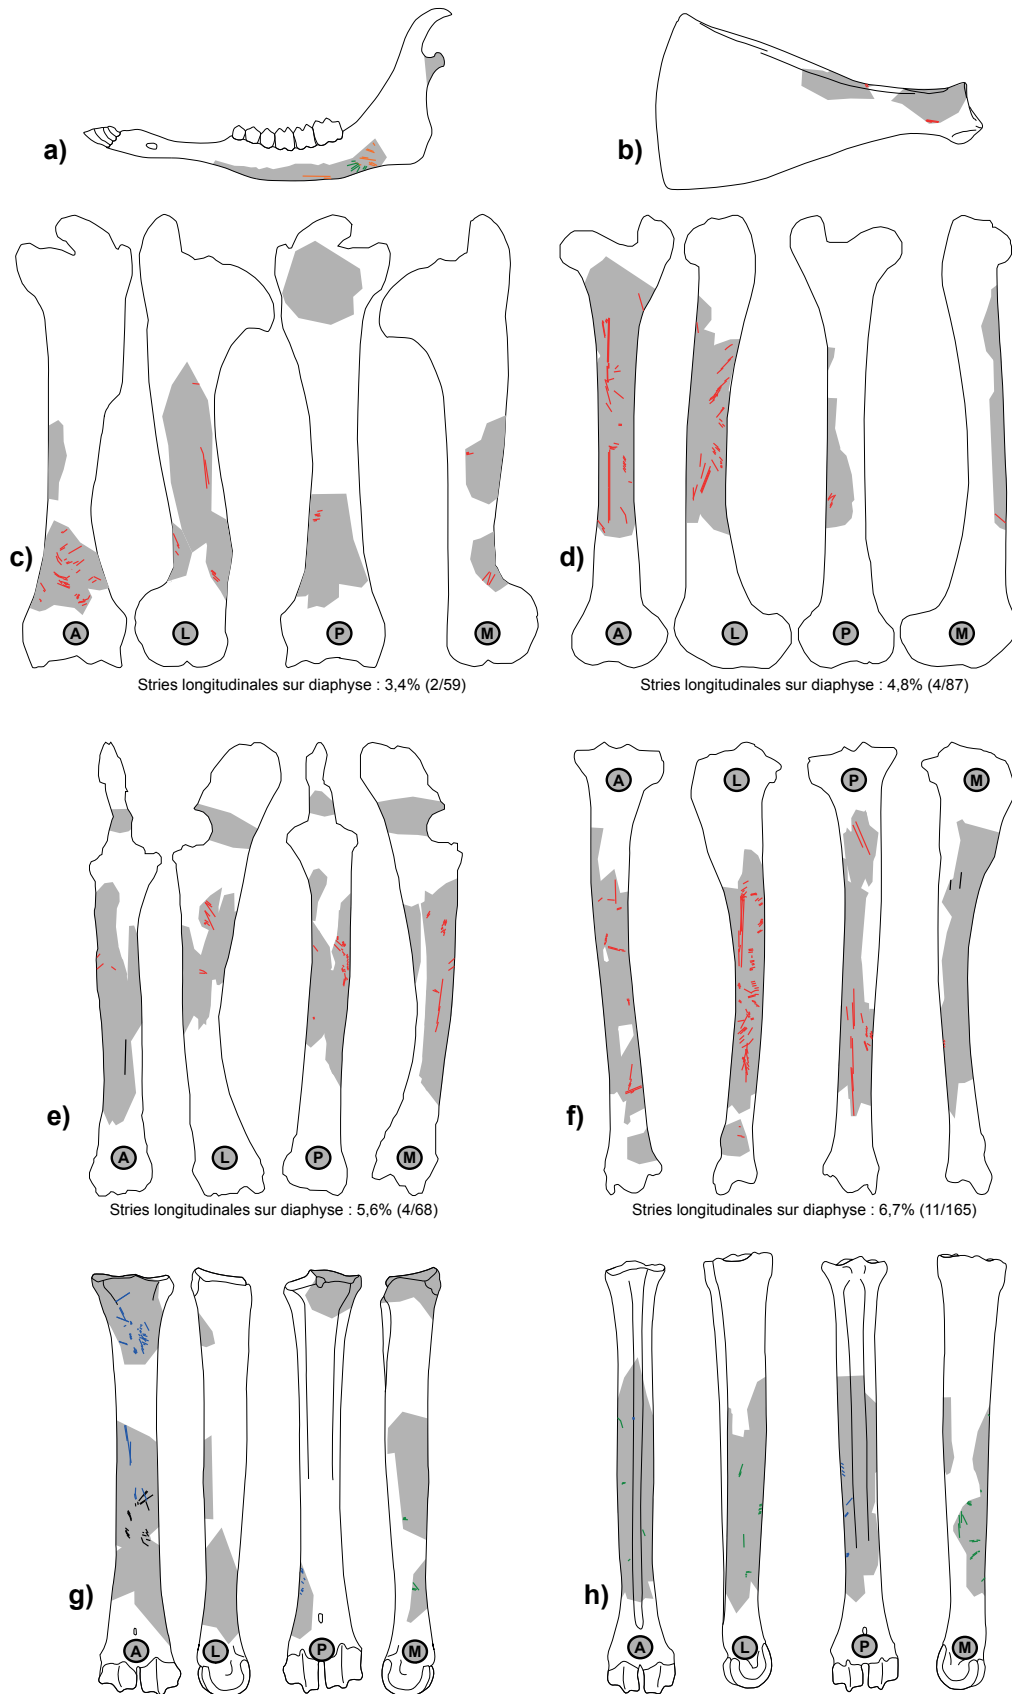 a)
b)
c)
A
L
P
M
d)
A
L
P
M
Stries longitudinales sur diaphyse : 3,4% (2/59)
Stries longitudinales sur diaphyse : 4,8% (4/87)
e)
A
L
P
M
f)
A
L
P
M
Stries longitudinales sur diaphyse : 5,6% (4/68)
Stries longitudinales sur diaphyse : 6,7% (11/165)
g)
A
L
P
M
h)
A
L
P
M